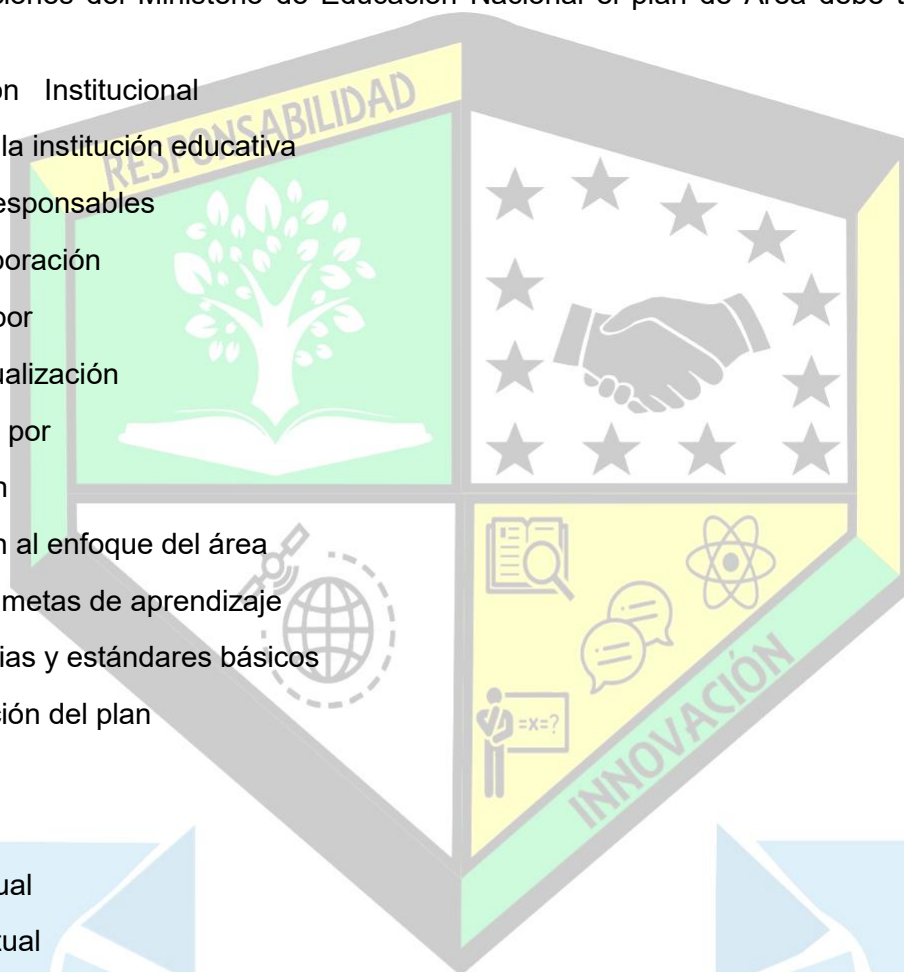 ciones del Ministerio de Educación Nacional el plan de Área debe
on Institucional
RESPONSABILIDAD
la institución educativa
esponsables
boración
por
ualización
por
n
n al enfoque del área
metas de aprendizaje
ias y estándares básicos
ción del plan
=x=?
INNOVACIÓN
ual
tual